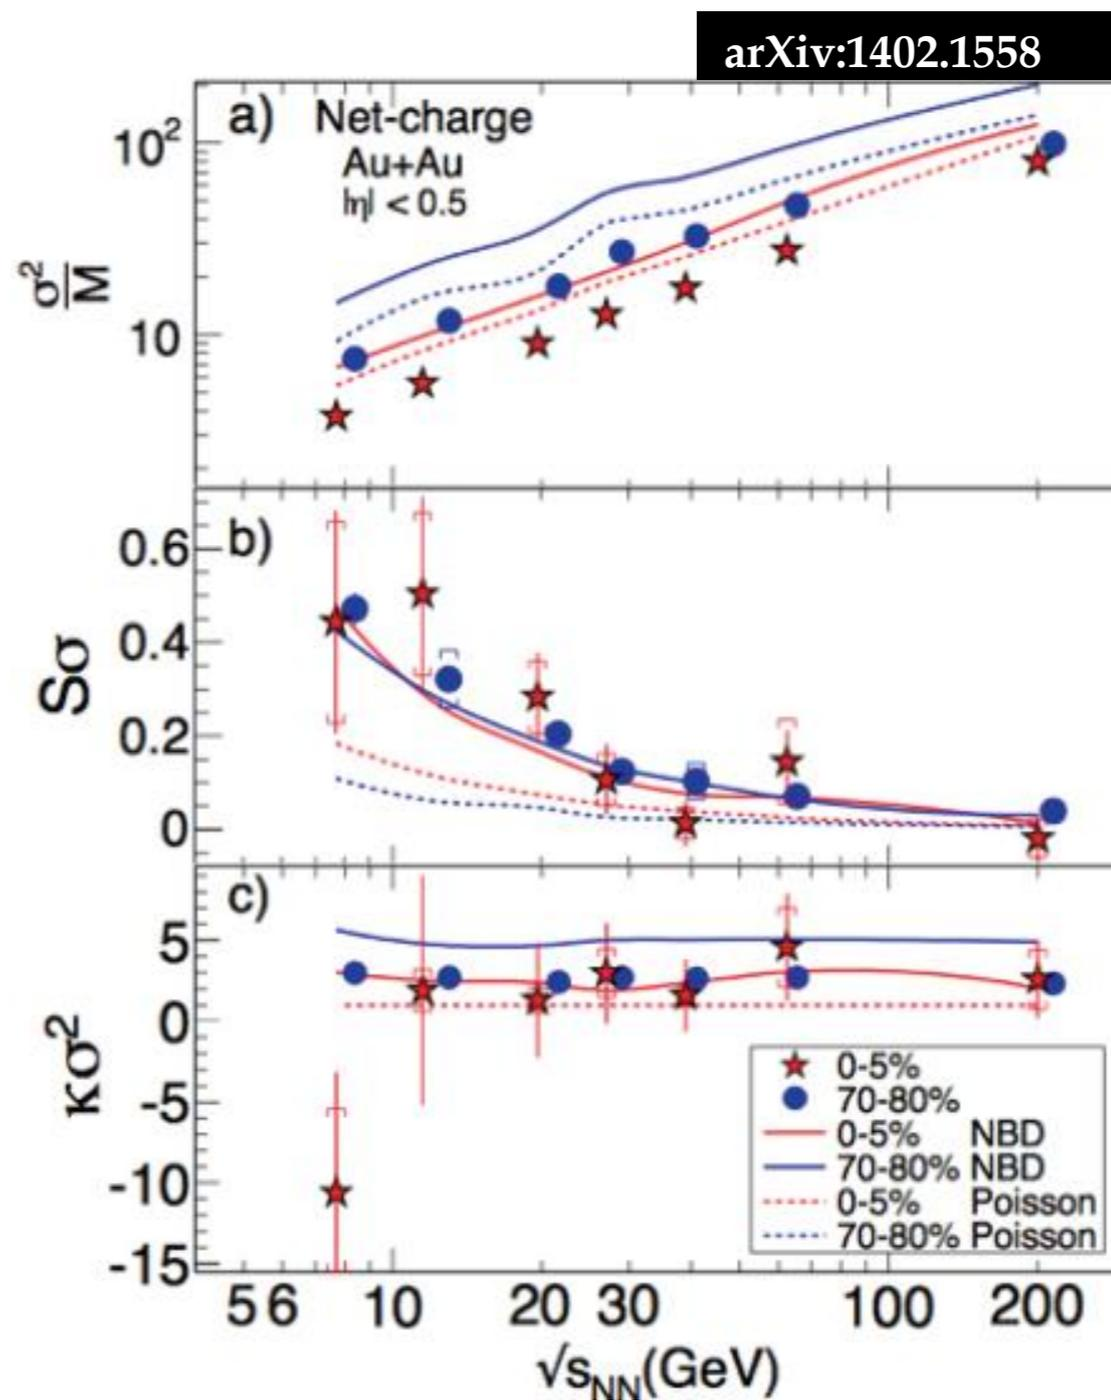 arXiv:1402.1558
a) Net-charge
Au+Au
|η| < 0.5
10²
10
σ²
M
b)
0.6
0.4
0.2
0
Sσ
c)
5
0
-5
-10
-15
κσ²
0-5%
70-80%
0-5% NBD
70-80% NBD
0-5% Poisson
70-80% Poisson
5 6 10 20 30 100 200
√sNN(GeV)